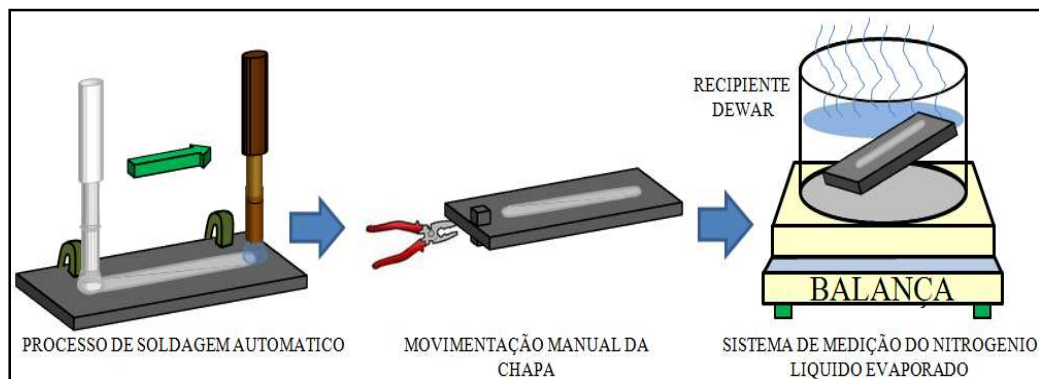 RECIPIENTE
DEWAR
BALANÇA
PROCESSO DE SOLDAGEM AUTOMATICO
MOVIMENTAÇÃO MANUAL DA
CHAPA
SISTEMA DE MEDIÇÃO DO NITROGENIO
LIQUIDO EVAPORADO